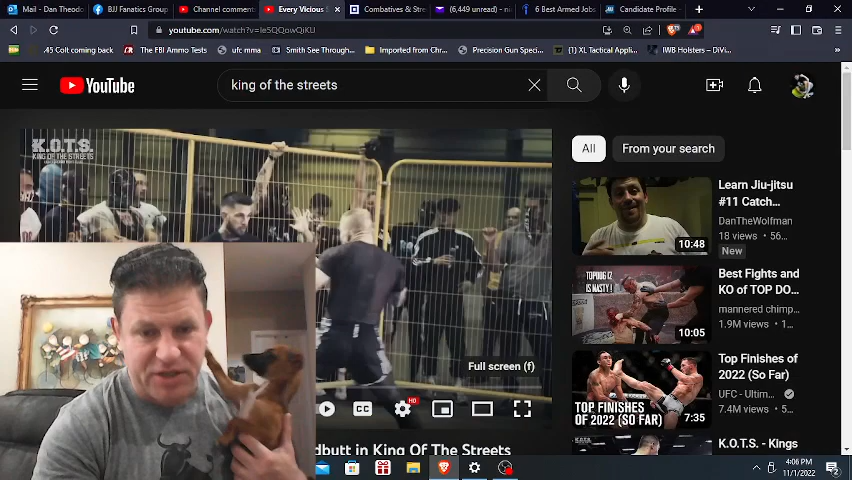 Mail - Dan Theodo
BJJ Fanatics Group
Channel comment
Every Vicious
Combatives & Stre
(6,449 unread) - n
6 Best Armed Jobs
Candidate Profile
youtube.com/watch?v=
.45 Colt coming back
The FBI Ammo Tests
ufc mma
Smith See Through...
Imported from Chro...
Precision Gun Speci...
(1) XL Tactical Applic...
IWB Holsters – DiVi...
YouTube
king of the streets
K.O.T.S.
KING OF THE STREETS
All
From your search
Learn Jiu-jitsu
#11 Catch...
DanTheWolfman
18 views • 56...
New
10:48
Best Fights and
KO of TOP DO...
mannered chimp...
1.9M views • 1...
TOPDOG 12
IS NASTY !
10:05
Top Finishes of
2022 (So Far)
UFC - Ultim...
7.4M views • 5...
TOP FINISHES
OF 2022 (SO FAR)
7:35
K.O.T.S. - Kings
Full screen (f)
CC
HD
dbutt in King Of The Streets
4:06 PM
11/1/2022
2